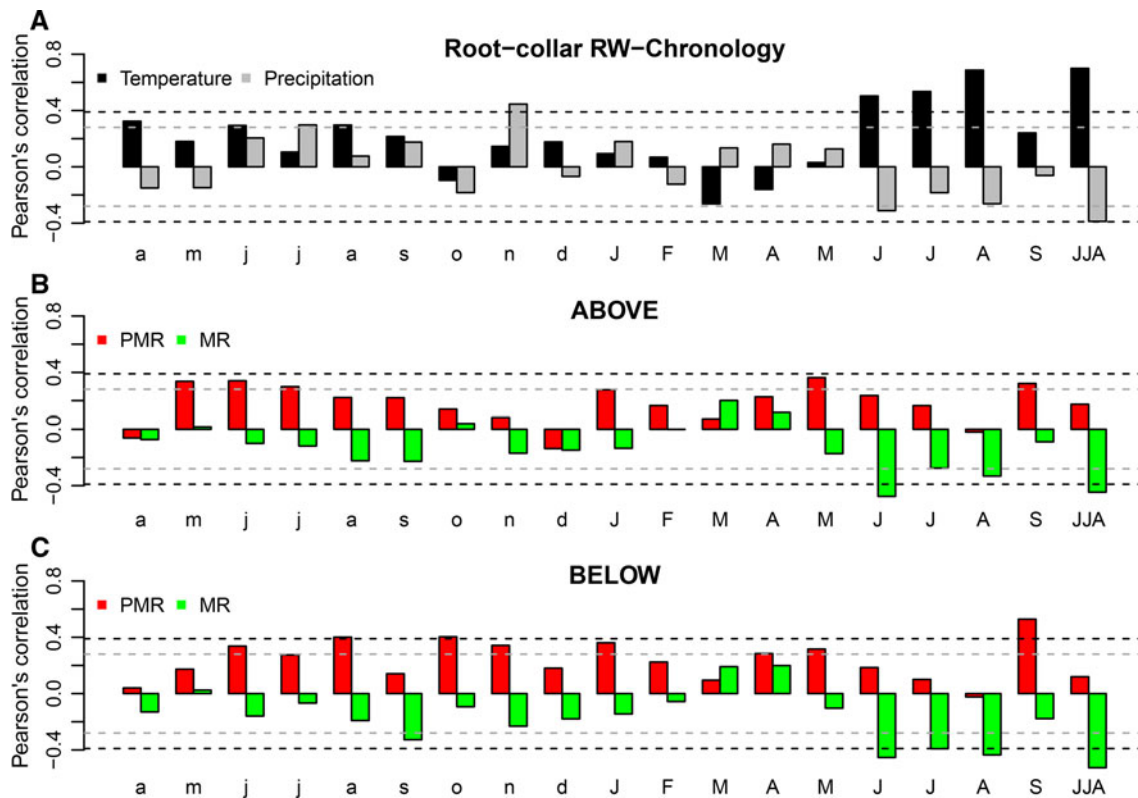 A
Root-collar RW-Chronology
Temperature Precipitation
Pearson's correlation
0.8
0.4
0.0
-0.4
a m j j a s o n d J F M A M J J A S JJA
B
ABOVE
PMR MR
Pearson's correlation
0.8
0.4
0.0
-0.4
a m j j a s o n d J F M A M J J A S JJA
C
BELOW
PMR MR
Pearson's correlation
0.8
0.4
0.0
-0.4
a m j j a s o n d J F M A M J J A S JJA